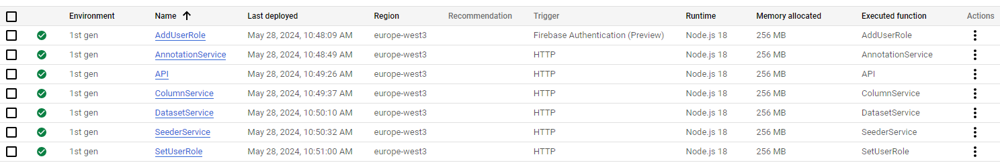 Environment Name Last deployed Region Recommendation Trigger Runtime Memory allocated Executed function Actions
1st gen AddUserRole May 28, 2024, 10:48:09 AM europe-west3 Firebase Authentication (Preview) Node.js 18 256 MB AddUserRole
1st gen AnnotationService May 28, 2024, 10:48:49 AM europe-west3 HTTP Node.js 18 256 MB AnnotationService
1st gen API May 28, 2024, 10:49:26 AM europe-west3 HTTP Node.js 18 256 MB API
1st gen ColumnService May 28, 2024, 10:49:37 AM europe-west3 HTTP Node.js 18 256 MB ColumnService
1st gen DatasetService May 28, 2024, 10:50:10 AM europe-west3 HTTP Node.js 18 256 MB DatasetService
1st gen SeederService May 28, 2024, 10:50:32 AM europe-west3 HTTP Node.js 18 256 MB SeederService
1st gen SetUserRole May 28, 2024, 10:51:00 AM europe-west3 HTTP Node.js 18 256 MB SetUserRole